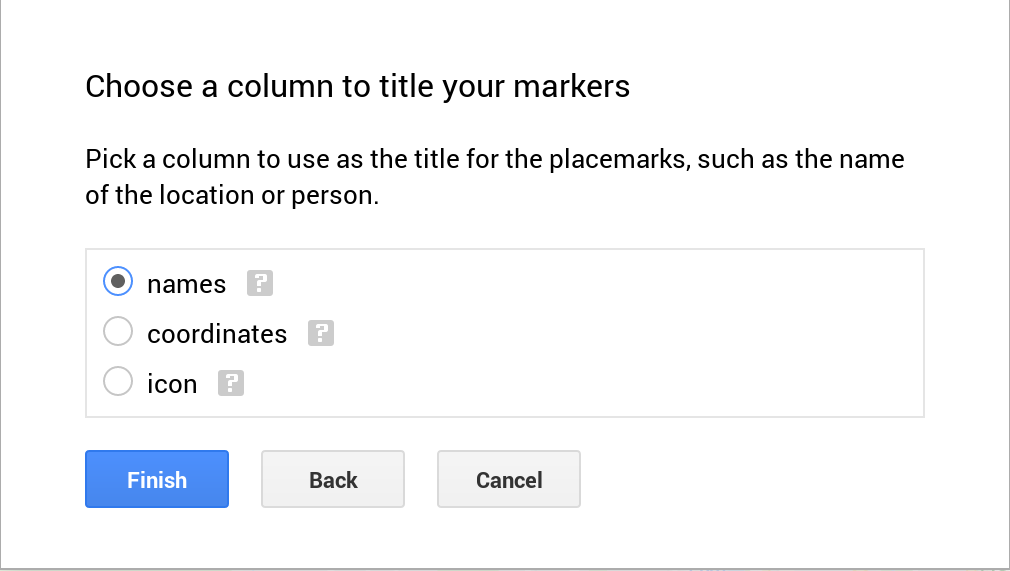 Choose a column to title your markers
Pick a column to use as the title for the placemarks, such as the name
of the location or person.
names ?
coordinates ?
icon ?
Finish Back Cancel